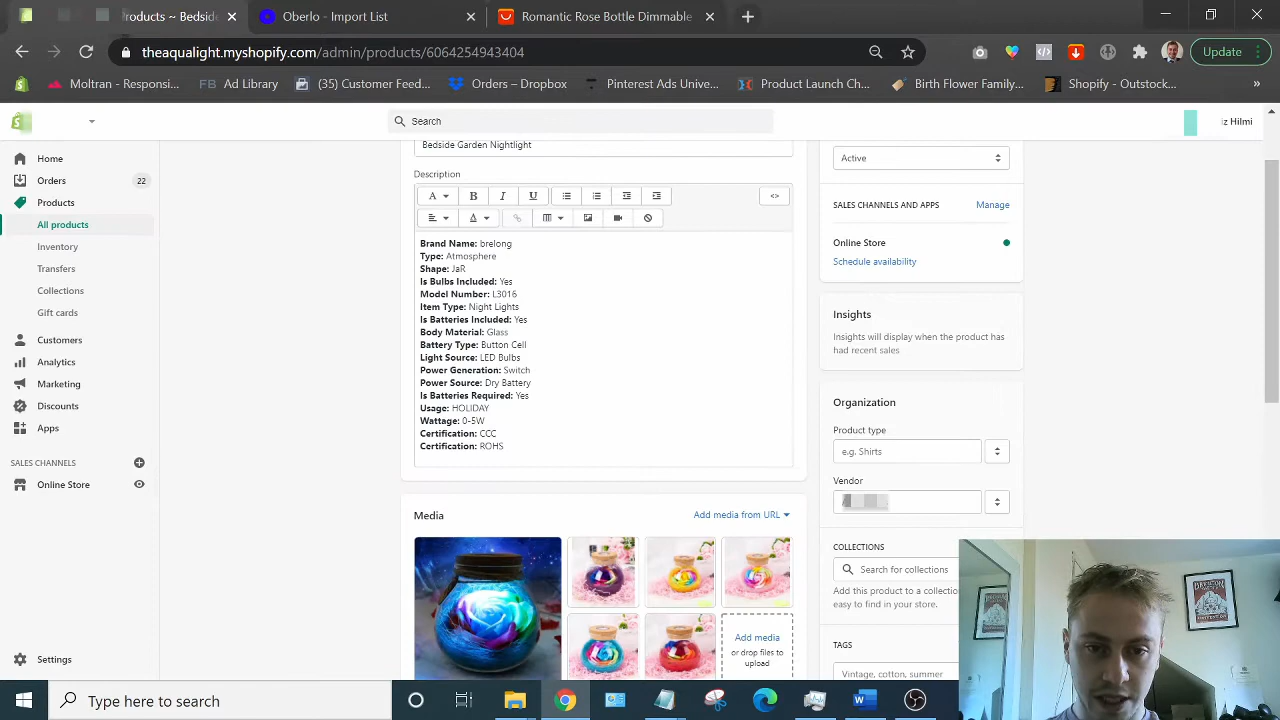 Products ~ Bedside
Oberlo - Import List
Romantic Rose Bottle Dimmable
theaqualight.myshopify.com/admin/products/6064254943404
Update
Moltran - Responsi...
FB Ad Library
(35) Customer Feed...
Orders – Dropbox
Pinterest Ads Unive...
Product Launch Ch...
Birth Flower Family...
Shopify - Outstock...
Search
Hilmi
Home
Orders 22
Products
All products
Inventory
Transfers
Collections
Gift cards
Customers
Analytics
Marketing
Discounts
Apps
SALES CHANNELS
Online Store
Settings
Bedside Garden Nightlight
Description
Brand Name: brelong
Type: Atmosphere
Shape: JaR
Is Bulbs Included: Yes
Model Number: L3016
Item Type: Night Lights
Is Batteries Included: Yes
Body Material: Glass
Battery Type: Button Cell
Light Source: LED Bulbs
Power Generation: Switch
Power Source: Dry Battery
Is Batteries Required: Yes
Usage: HOLIDAY
Wattage: 0-5W
Certification: CCC
Certification: ROHS
Media
Add media from URL
Add media
or drop files to
upload
Active
SALES CHANNELS AND APPS
Manage
Online Store
Schedule availability
Insights
Insights will display when the product has
had recent sales
Organization
Product type
e.g. Shirts
Vendor
COLLECTIONS
Search for collections
Add this product to a collectio
easy to find in your store.
TAGS
Vintage, cotton, summer
Type here to search